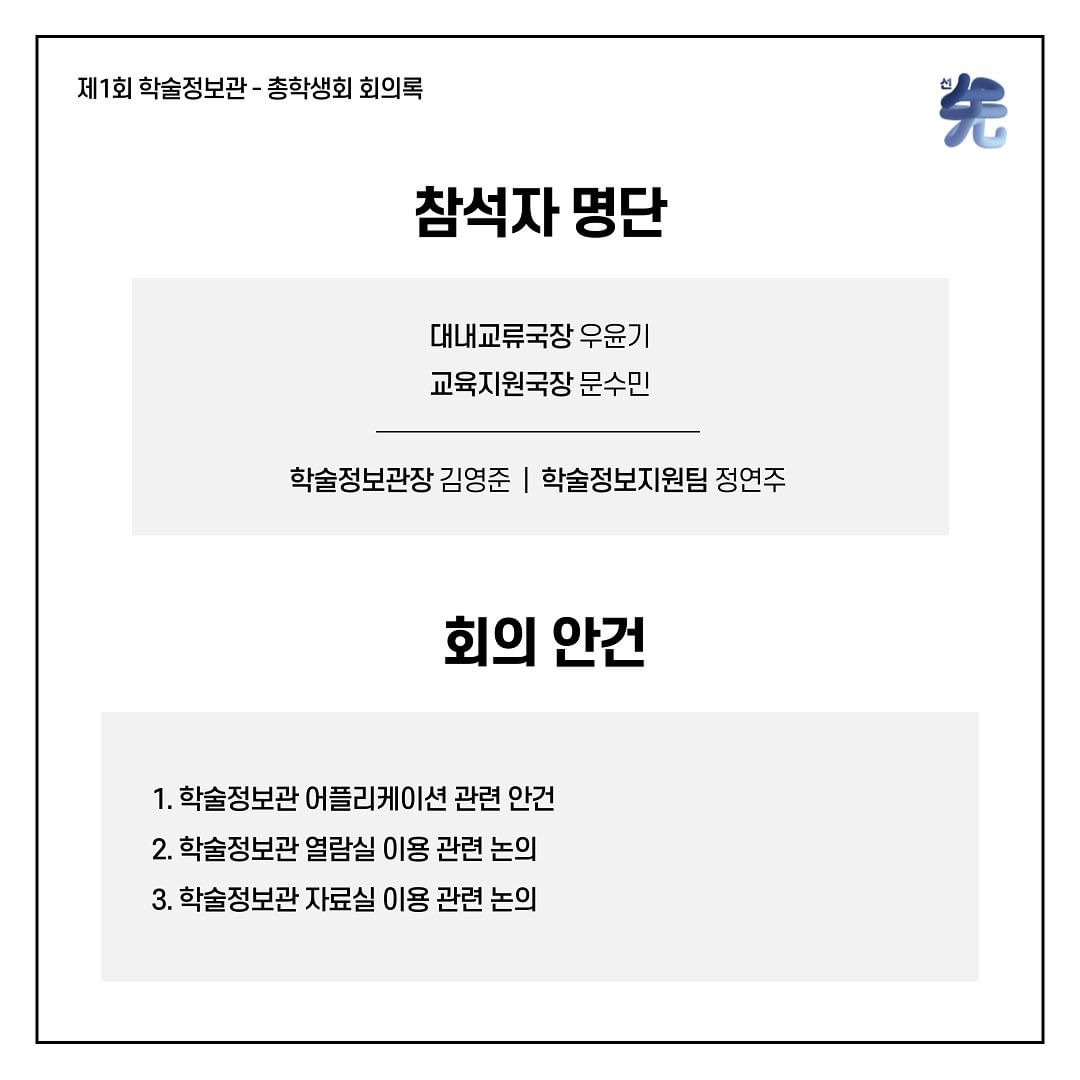 제1회 학술정보관 - 총학생회 회의록
선
先
참석자 명단
대내교류국장 우윤기
교육지원국장 문수민
학술정보관장 김영준 | 학술정보지원팀 정연주
회의 안건
1. 학술정보관 어플리케이션 관련 안건
2. 학술정보관 열람실 이용 관련 논의
3. 학술정보관 자료실 이용 관련 논의